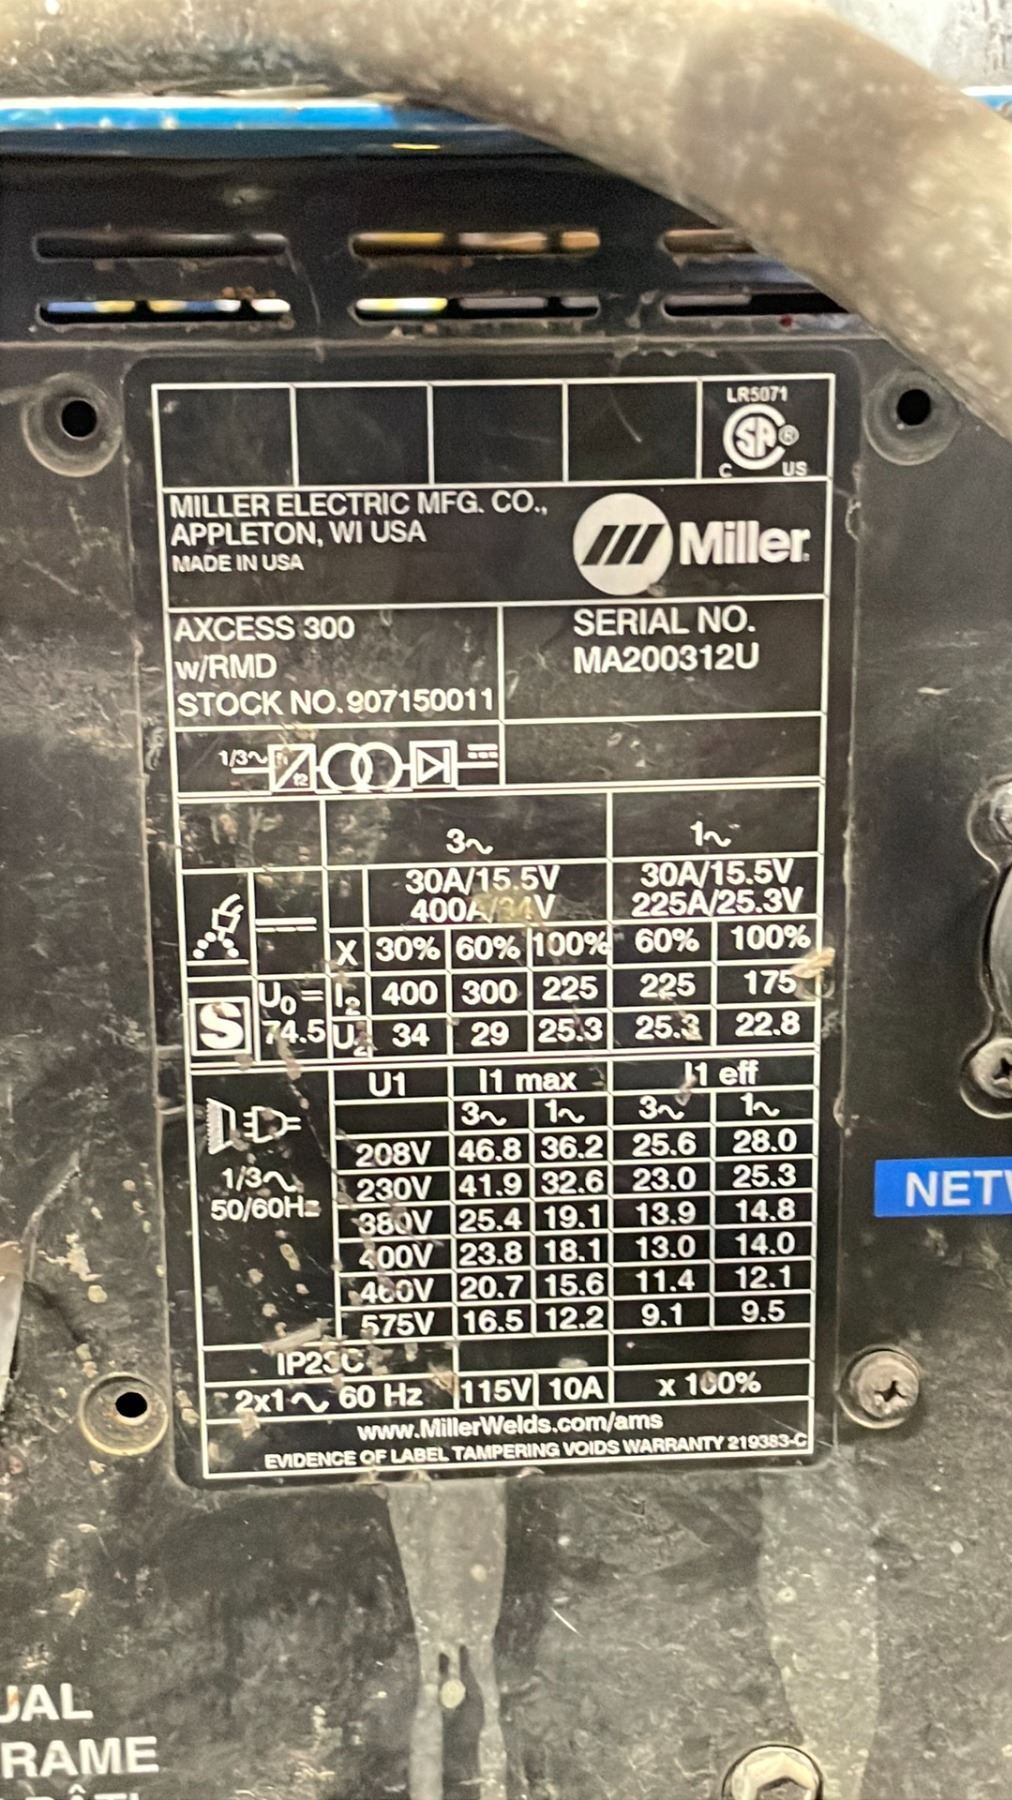 LR5071
CSA®
C US
MILLER ELECTRIC MFG. CO.,
APPLETON, WI USA
MADE IN USA
Miller
AXCESS 300
w/RMD
STOCK NO. 907150011
SERIAL NO.
MA200312U
1/3~
f2
3~ 1~
30A/15.5V 30A/15.5V
400A/34V 225A/25.3V
X 30% 60% 100% 60% 100%
S U0= 74.5
I2 400 300 225 225 175
U2 34 29 25.3 25.3 22.8
U1 I1 max I1 eff
3~ 1~ 3~ 1~
1/3~
50/60Hz
208V 46.8 36.2 25.6 28.0
230V 41.9 32.6 23.0 25.3
380V 25.4 19.1 13.9 14.8
400V 23.8 18.1 13.0 14.0
460V 20.7 15.6 11.4 12.1
575V 16.5 12.2 9.1 9.5
IP23C
2x1~ 60 Hz 115V 10A x 100%
www.MillerWelds.com/ams
EVIDENCE OF LABEL TAMPERING VOIDS WARRANTY 219383-C
NET
UAL
RAME